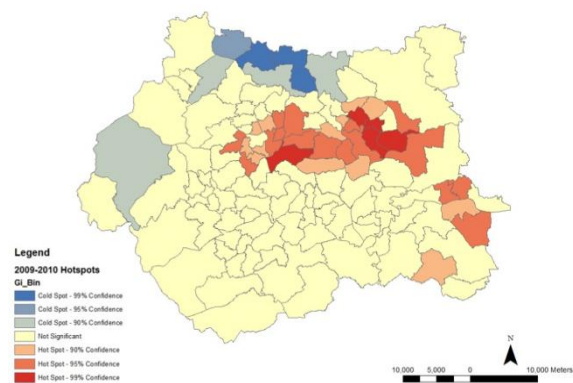 Legend
2009-2010 Hotspots
Gi_Bin
Cold Spot - 99% Confidence
Cold Spot - 95% Confidence
Cold Spot - 90% Confidence
Not Significant
Hot Spot - 90% Confidence
Hot Spot - 95% Confidence
Hot Spot - 99% Confidence
N
10,000 5,000 0 10,000 Meters